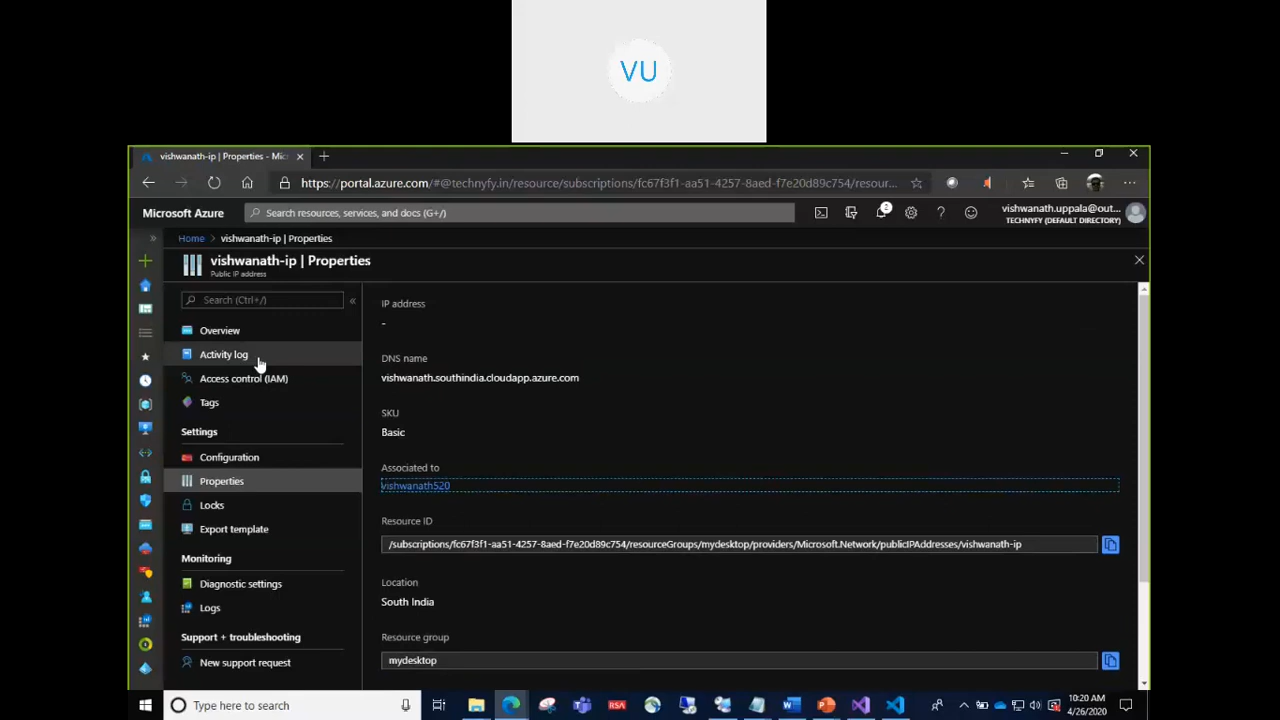 VU
vishwanath-ip | Properties - Mic
https://portal.azure.com/#@technyfy.in/resource/subscriptions/fc67f3f1-aa51-4257-8aed-f7e20d89c754/resour...
Microsoft Azure
Search resources, services, and docs (G+/)
2
vishwanath.uppala@out...
TECHNYFY (DEFAULT DIRECTORY)
Home > vishwanath-ip | Properties
vishwanath-ip | Properties
Public IP address
Search (Ctrl+/)
Overview
Activity log
Access control (IAM)
Tags
Settings
Configuration
Properties
Locks
Export template
Monitoring
Diagnostic settings
Logs
Support + troubleshooting
New support request
IP address
-
DNS name
vishwanath.southindia.cloudapp.azure.com
SKU
Basic
Associated to
vishwanath520
Resource ID
/subscriptions/fc67f3f1-aa51-4257-8aed-f7e20d89c754/resourceGroups/mydesktop/providers/Microsoft.Network/publicIPAddresses/vishwanath-ip
Location
South India
Resource group
mydesktop
Type here to search
RSA
10:20 AM
4/26/2020